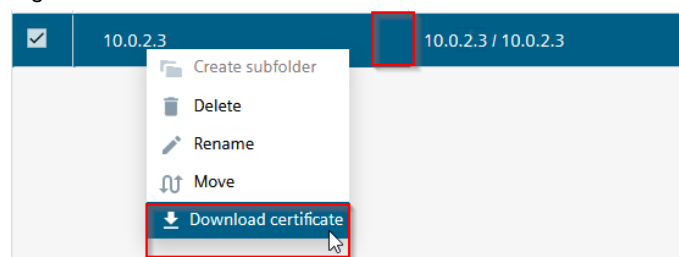 10.0.2.3 10.0.2.3 / 10.0.2.3
Create subfolder
Delete
Rename
Move
Download certificate